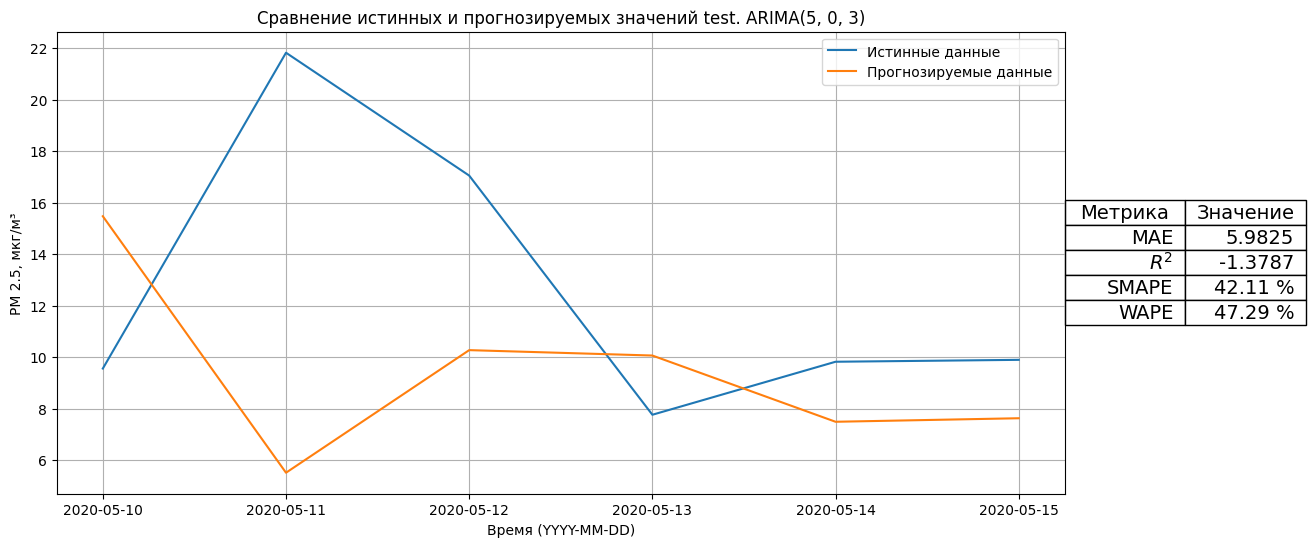 Сравнение истинных и прогнозируемых значений test. ARIMA(5, 0, 3)
Истинные данные
Прогнозируемые данные
PM 2.5, мкг/м³
22
20
18
16
14
12
10
8
6
2020-05-10 2020-05-11 2020-05-12 2020-05-13 2020-05-14 2020-05-15
Время (YYYY-MM-DD)
Метрика Значение
MAE 5.9825
R² -1.3787
SMAPE 42.11 %
WAPE 47.29 %